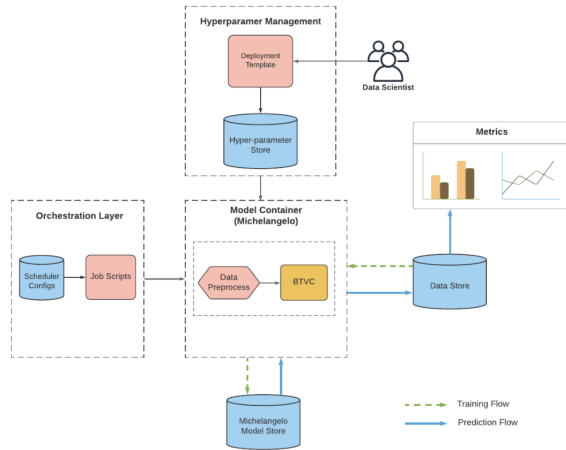 Hyperparamer Management
Deployment
Template
Data Scientist
Hyper-parameter
Store
Metrics
Orchestration Layer
Model Container
(Michelangelo)
Scheduler
Configs
Job Scripts
Data
Preprocess
BTVC
Data Store
Michelangelo
Model Store
Training Flow
Prediction Flow